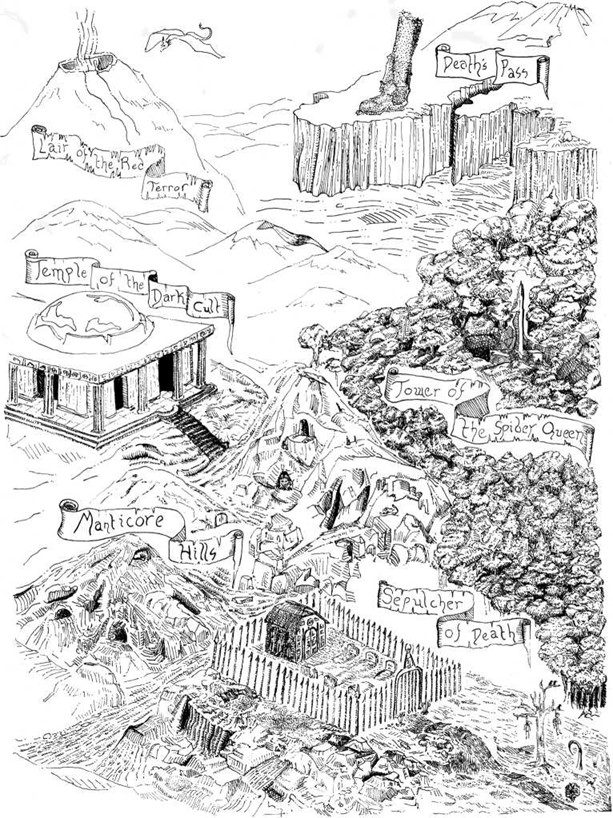 Death's Pass
Lair of the Red
Terror
Temple of the Dark Cult
Tower of
the Spider Queen
Manticore
Hills
Sepulcher
of Death